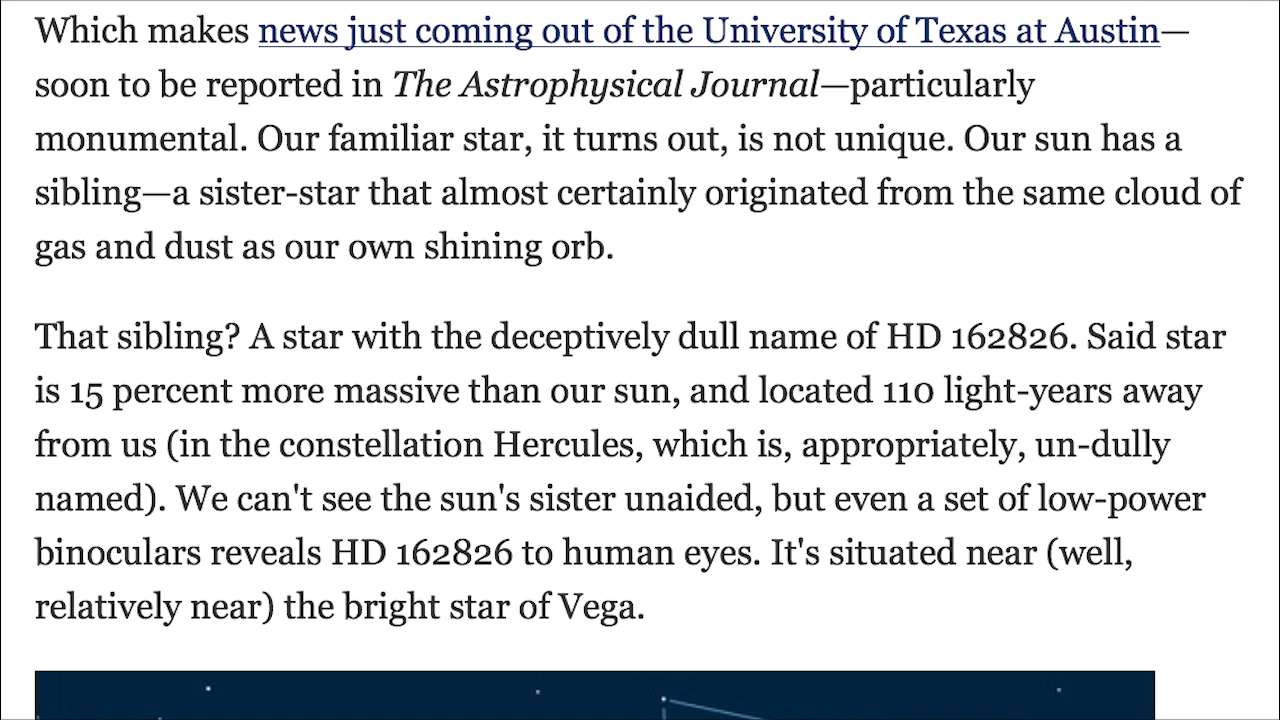 Which makes news just coming out of the University of Texas at Austin—
soon to be reported in The Astrophysical Journal—particularly
monumental. Our familiar star, it turns out, is not unique. Our sun has a
sibling—a sister-star that almost certainly originated from the same cloud of
gas and dust as our own shining orb.
That sibling? A star with the deceptively dull name of HD 162826. Said star
is 15 percent more massive than our sun, and located 110 light-years away
from us (in the constellation Hercules, which is, appropriately, un-dully
named). We can't see the sun's sister unaided, but even a set of low-power
binoculars reveals HD 162826 to human eyes. It's situated near (well,
relatively near) the bright star of Vega.